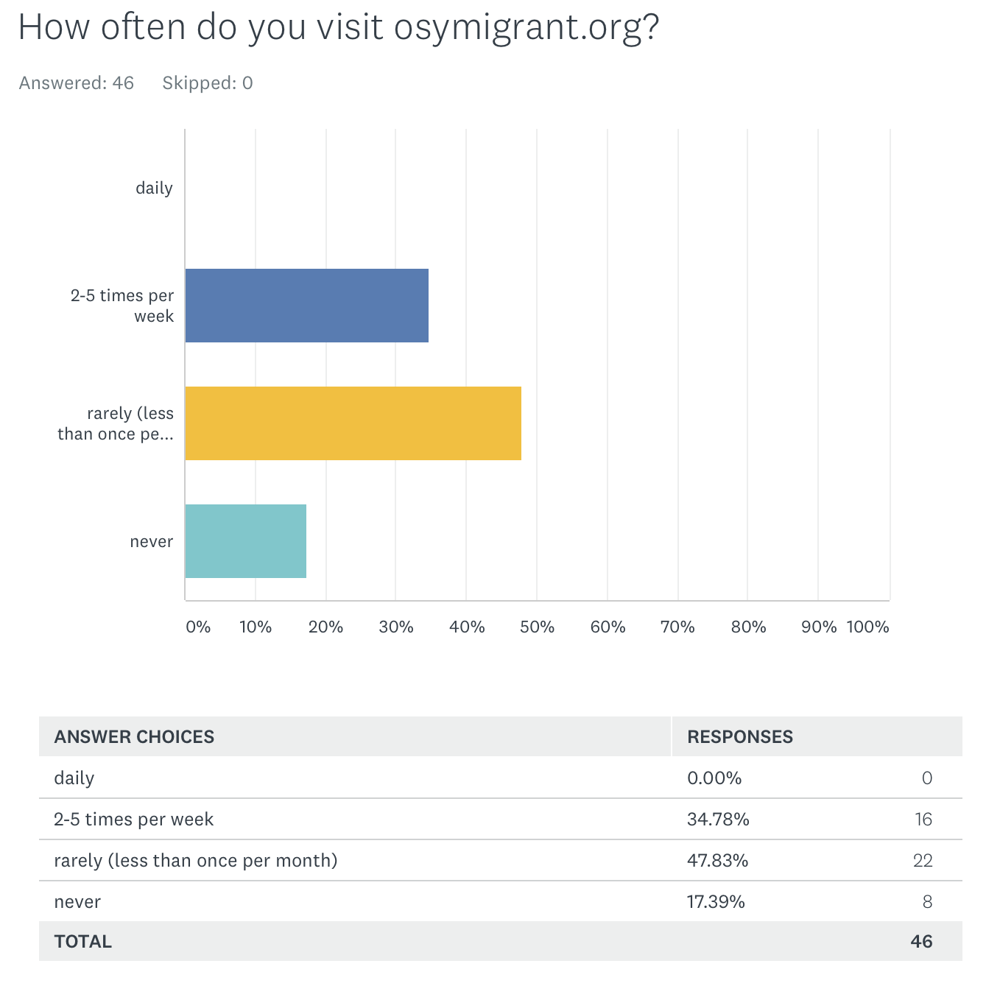 How often do you visit osymigrant.org?
Answered: 46 Skipped: 0
daily
2-5 times per
week
rarely (less
than once pe...
never
0% 10% 20% 30% 40% 50% 60% 70% 80% 90% 100%
ANSWER CHOICES RESPONSES
daily 0.00% 0
2-5 times per week 34.78% 16
rarely (less than once per month) 47.83% 22
never 17.39% 8
TOTAL 46